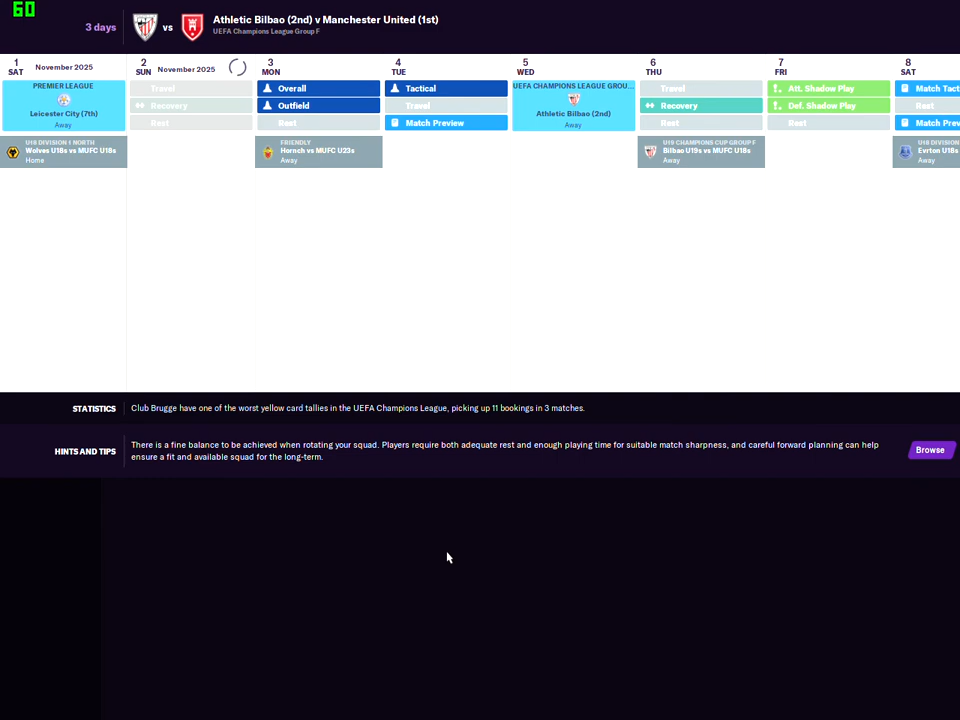 60
3 days
vs
Athletic Bilbao (2nd) v Manchester United (1st)
UEFA Champions League Group F
1
SAT
November 2025
2
SUN
November 2025
3
MON
4
TUE
5
WED
6
THU
7
FRI
8
SAT
PREMIER LEAGUE
Leicester City (7th)
Away
Travel
Recovery
Rest
Overall
Outfield
Rest
Tactical
Travel
Match Preview
UEFA CHAMPIONS LEAGUE GROU...
Athletic Bilbao (2nd)
Away
Travel
Recovery
Rest
Att. Shadow Play
Def. Shadow Play
Rest
Match Tact
Rest
Match Prev
U18 DIVISION 1 NORTH
Wolves U18s vs MUFC U18s
Home
FRIENDLY
Hornch vs MUFC U23s
Away
U19 CHAMPIONS CUP GROUP F
Bilbao U19s vs MUFC U18s
Away
U18 DIVISION
Evrton U18s
Away
STATISTICS
Club Brugge have one of the worst yellow card tallies in the UEFA Champions League, picking up 11 bookings in 3 matches.
HINTS AND TIPS
There is a fine balance to be achieved when rotating your squad. Players require both adequate rest and enough playing time for suitable match sharpness, and careful forward planning can help
ensure a fit and available squad for the long-term.
Browse